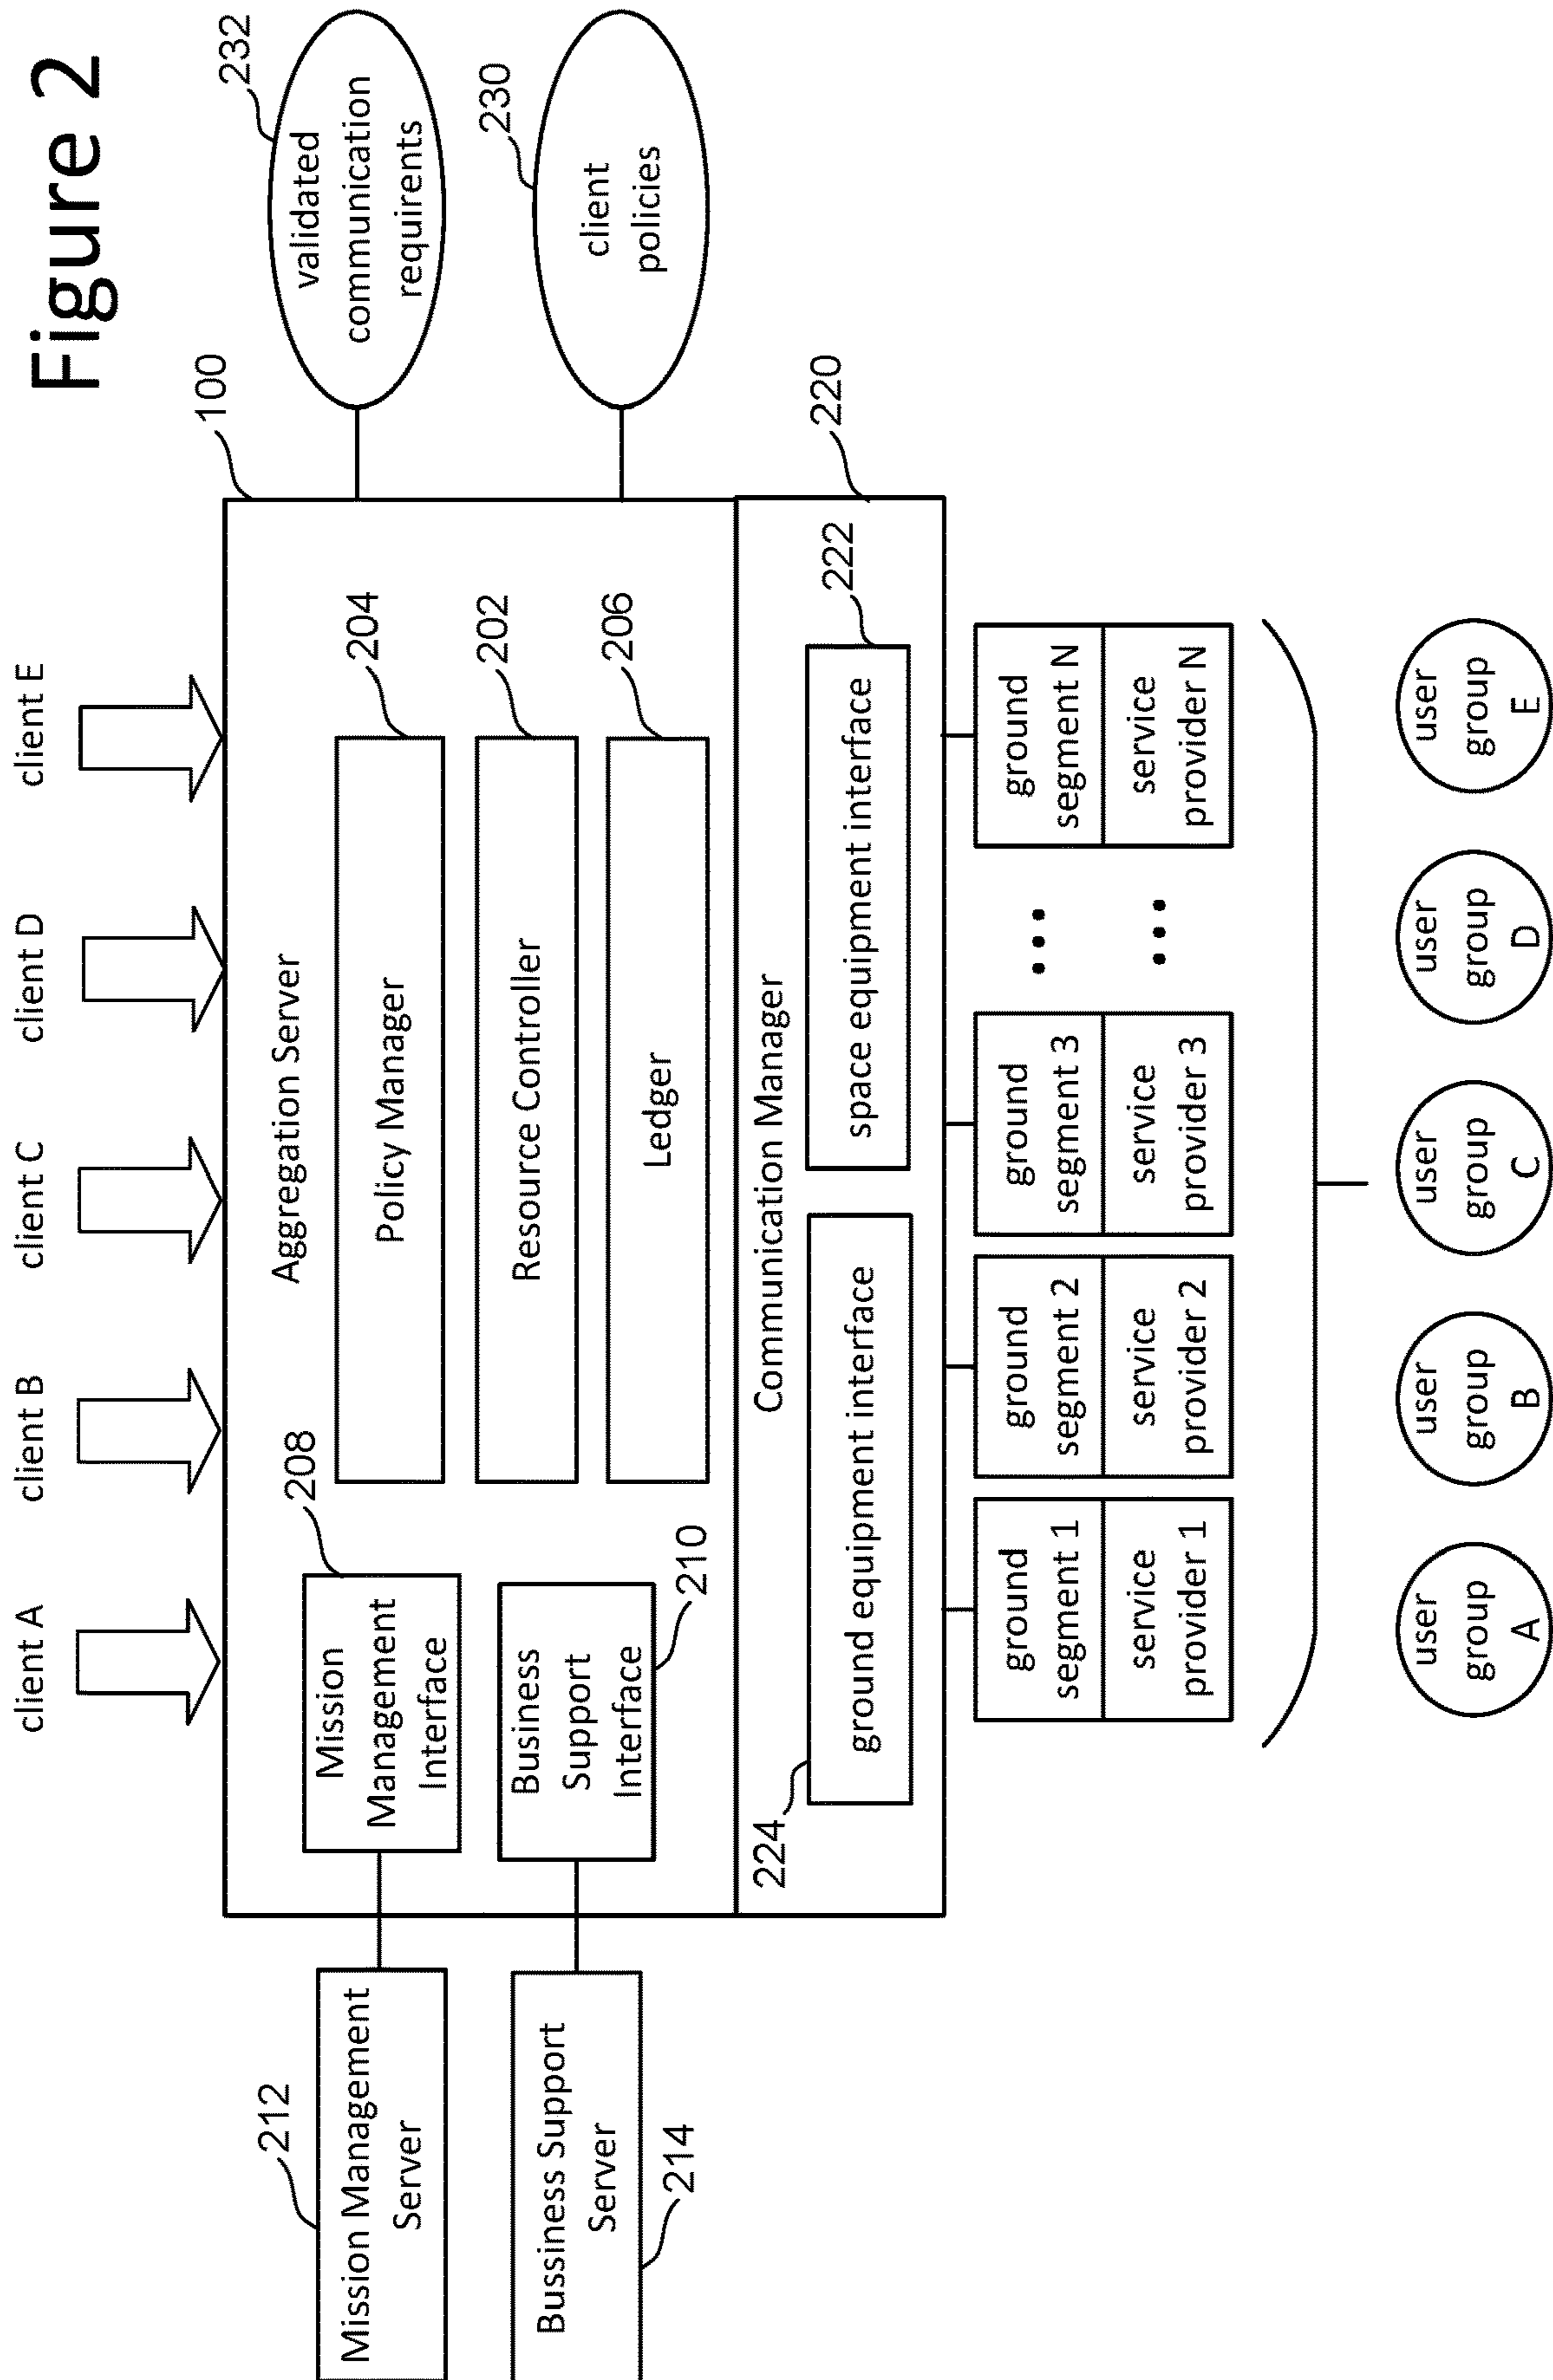 Figure 2
client A
client B
client C
client D
client E
100
Aggregation Server
208
Mission
Management
Interface
Policy Manager
204
Resource Controller
202
Business
Support
Interface
210
Ledger
206
212
Mission Management
Server
Bussiness Support
Server
214
validated
communication
requirents
232
client
policies
230
Communication Manager
220
224
ground equipment interface
space equipment interface
222
ground
segment 1
service
provider 1
ground
segment 2
service
provider 2
ground
segment 3
service
provider 3
...
...
ground
segment N
service
provider N
user
group
A
user
group
B
user
group
C
user
group
D
user
group
E